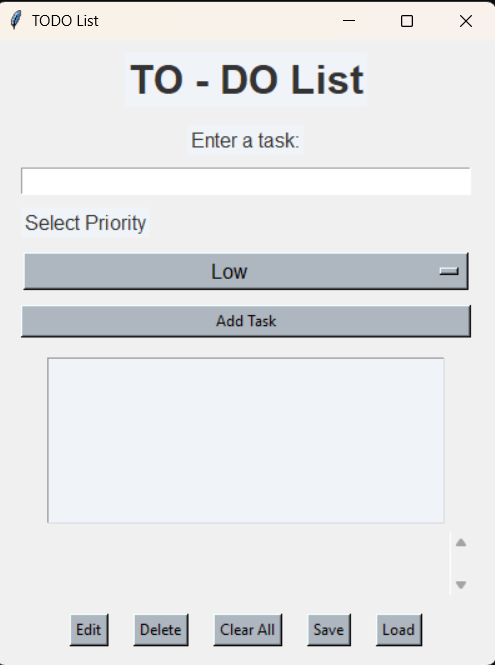 TODO List
TO - DO List
Enter a task:
Select Priority
Low
Add Task
Edit Delete Clear All Save Load